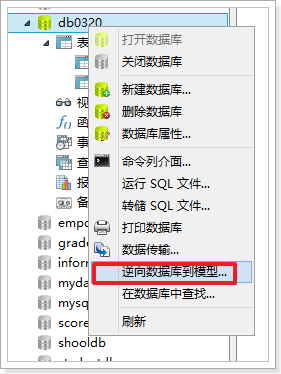 db0320
表
视
f()
函
事
查
报
备
empo
grade
inforr
myda
mysq
score
shooldb
打开数据库
关闭数据库
新建数据库...
删除数据库
数据库属性...
命令列介面...
运行 SQL 文件...
转储 SQL 文件...
打印数据库
数据传输...
逆向数据库到模型...
在数据库中查找...
刷新